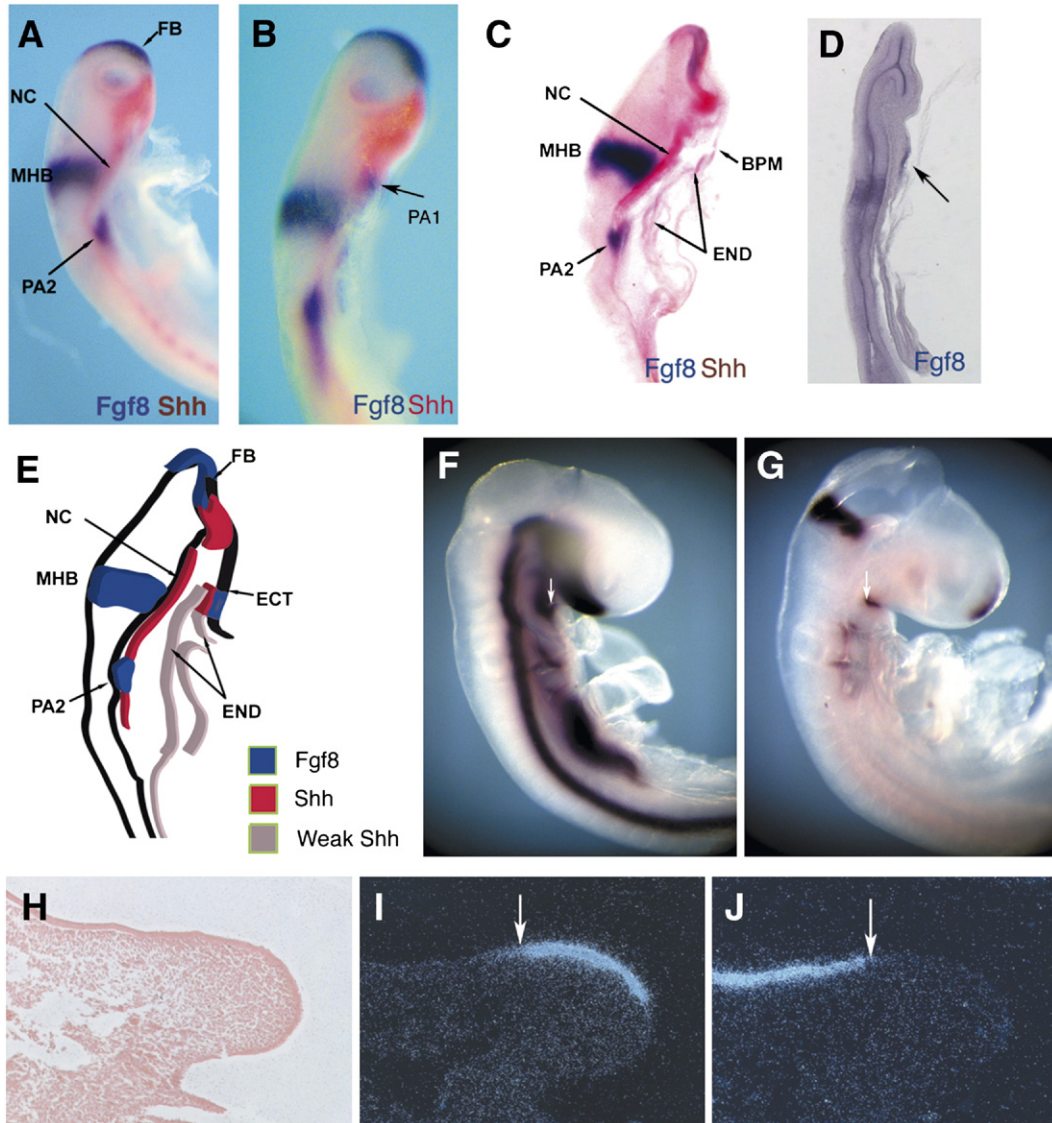 A
FB
NC
MHB
PA2
Fgf8 Shh
B
PA1
Fgf8 Shh
C
NC
MHB
BPM
PA2
END
Fgf8 Shh
D
Fgf8
E
FB
NC
MHB
ECT
PA2
END
Fgf8
Shh
Weak Shh
F
G
H
I
J